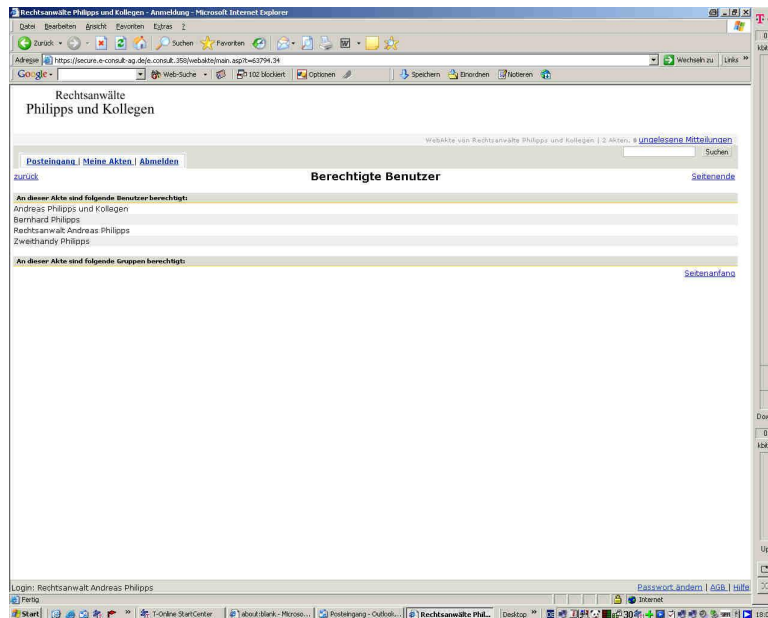 Rechtsanwälte Philipps und Kollegen - Anmeldung - Microsoft Internet Explorer
Datei Bearbeiten Ansicht Favoriten Extras ?
Zurück Suchen Favoriten
Adresse https://secure.e-consult-ag.de/e.consult.358/webakte/main.asp?t=63794.34 Wechseln zu Links »
Google Web-Suche 102 blockiert Optionen Speichern Einordnen Notieren
Rechtsanwälte
Philipps und Kollegen
WebAkte von Rechtsanwälte Philipps und Kollegen | 2 Akten, 0 ungelesene Mitteilungen
Suchen
Posteingang | Meine Akten | Abmelden
zurück Berechtigte Benutzer Seitenende
An dieser Akte sind folgende Benutzer berechtigt:
Andreas Philipps und Kollegen
Bernhard Philipps
Rechtsanwalt Andreas Philipps
Zweithandy Philipps
An dieser Akte sind folgende Gruppen berechtigt:
Seitenanfang
Login: Rechtsanwalt Andreas Philipps Passwort ändern | AGB | Hilfe
Fertig Internet
Start » T-Online StartCenter about:blank - Microso... Posteingang - Outlook... Rechtsanwälte Phil... Desktop »